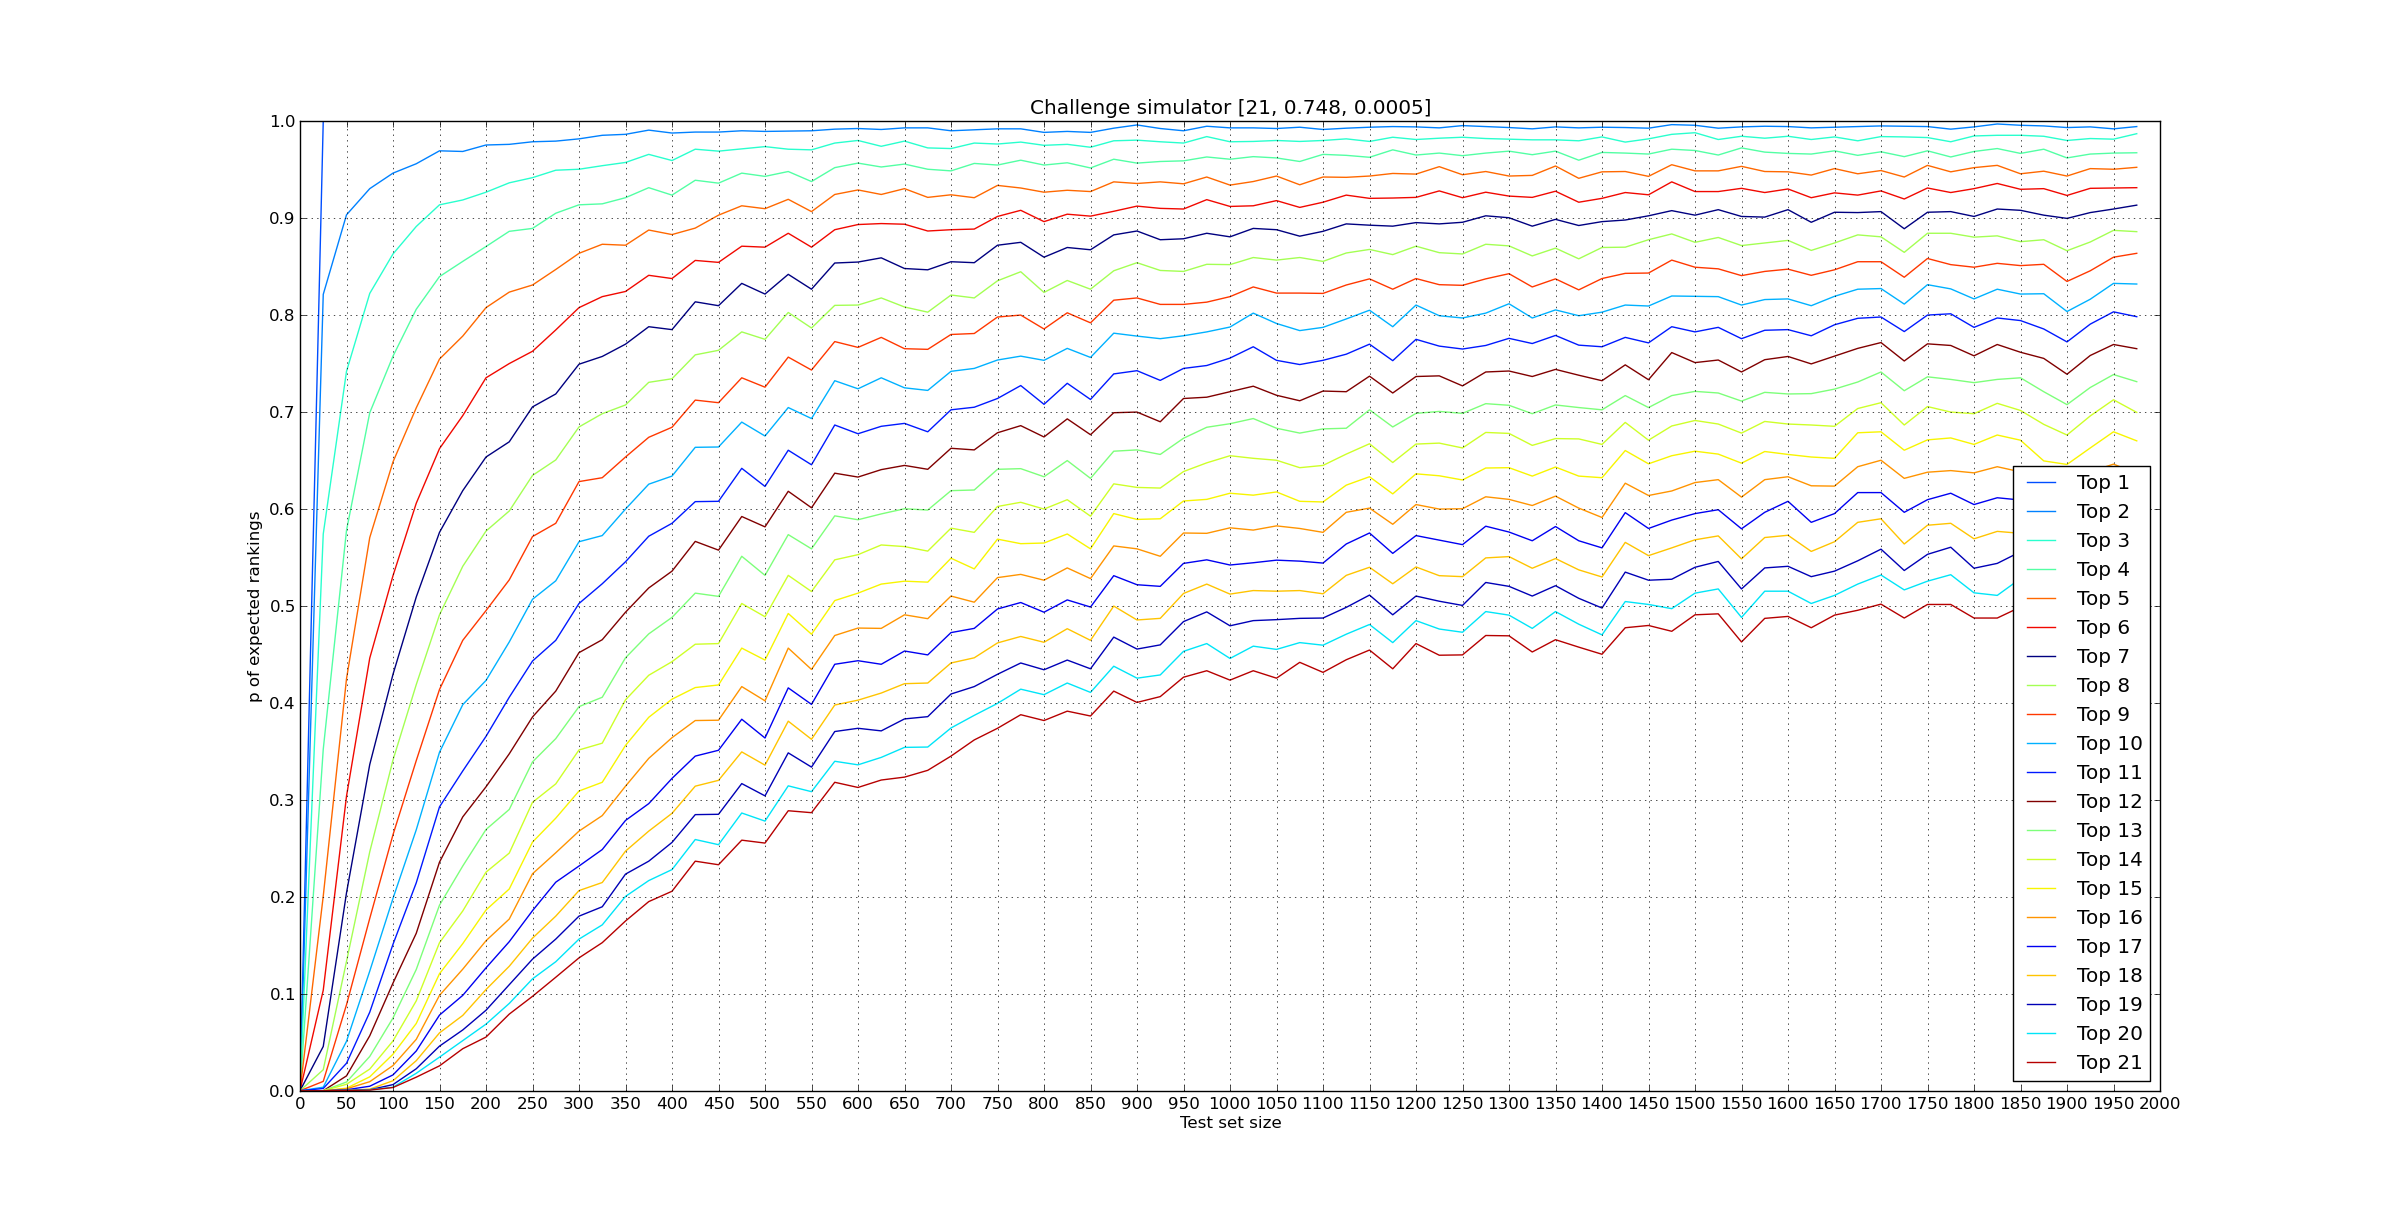 Challenge simulator [21, 0.748, 0.0005]
1.0
0.9
0.8
0.7
0.6
0.5
0.4
0.3
0.2
0.1
0.0
p of expected rankings
Top 1
Top 2
Top 3
Top 4
Top 5
Top 6
Top 7
Top 8
Top 9
Top 10
Top 11
Top 12
Top 13
Top 14
Top 15
Top 16
Top 17
Top 18
Top 19
Top 20
Top 21
0 50 100 150 200 250 300 350 400 450 500 550 600 650 700 750 800 850 900 950 1000 1050 1100 1150 1200 1250 1300 1350 1400 1450 1500 1550 1600 1650 1700 1750 1800 1850 1900 1950 2000
Test set size